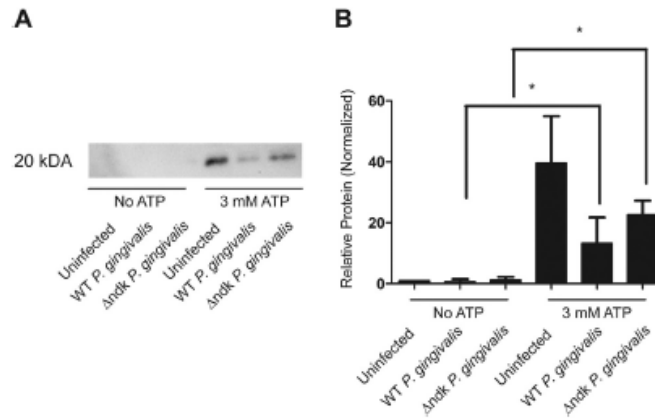 A
20 kDA
No ATP
3 mM ATP
Uninfected
WT P. gingivalis
Δndk P. gingivalis
Uninfected
WT P. gingivalis
Δndk P. gingivalis
B
*
*
Relative Protein (Normalized)
60
40
20
0
No ATP
3 mM ATP
Uninfected
WT P. gingivalis
Δndk P. gingivalis
Uninfected
WT P. gingivalis
Δndk P. gingivalis